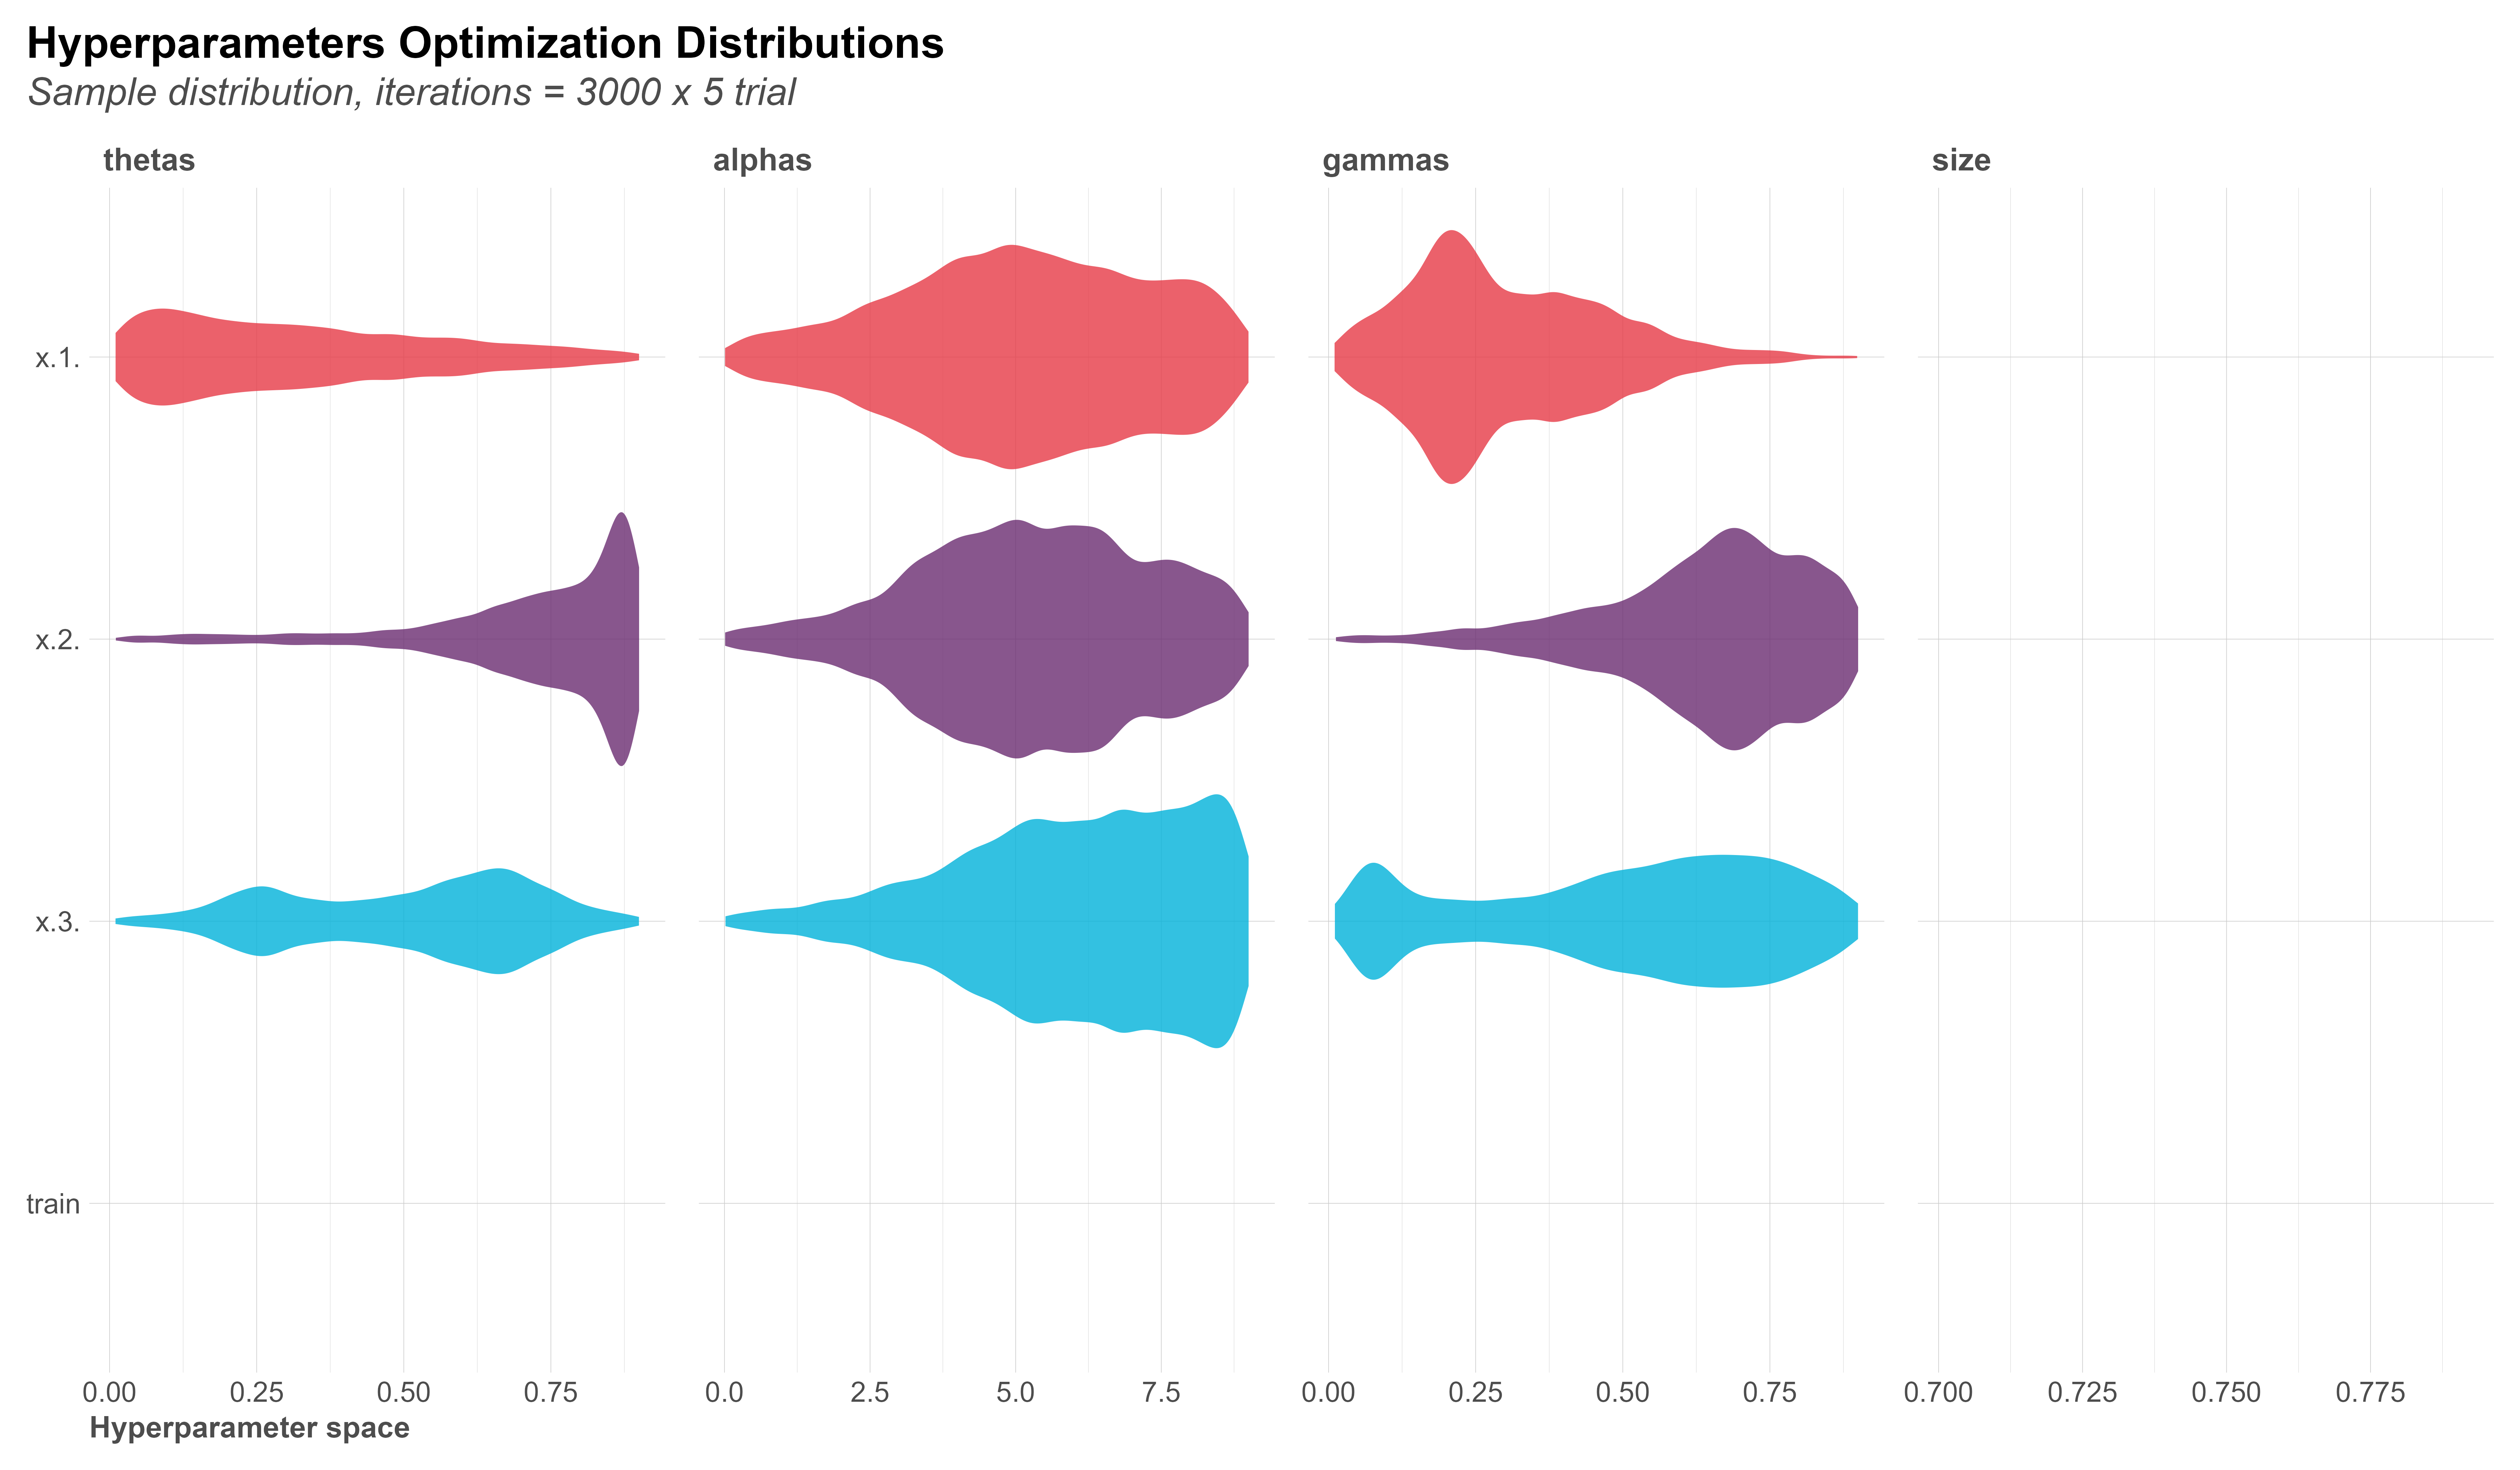 Hyperparameters Optimization Distributions
Sample distribution, iterations = 3000 x 5 trial
thetas alphas gammas size
x.1.
x.2.
x.3.
train
0.00 0.25 0.50 0.75 0.0 2.5 5.0 7.5 0.00 0.25 0.50 0.75 0.700 0.725 0.750 0.775
Hyperparameter space